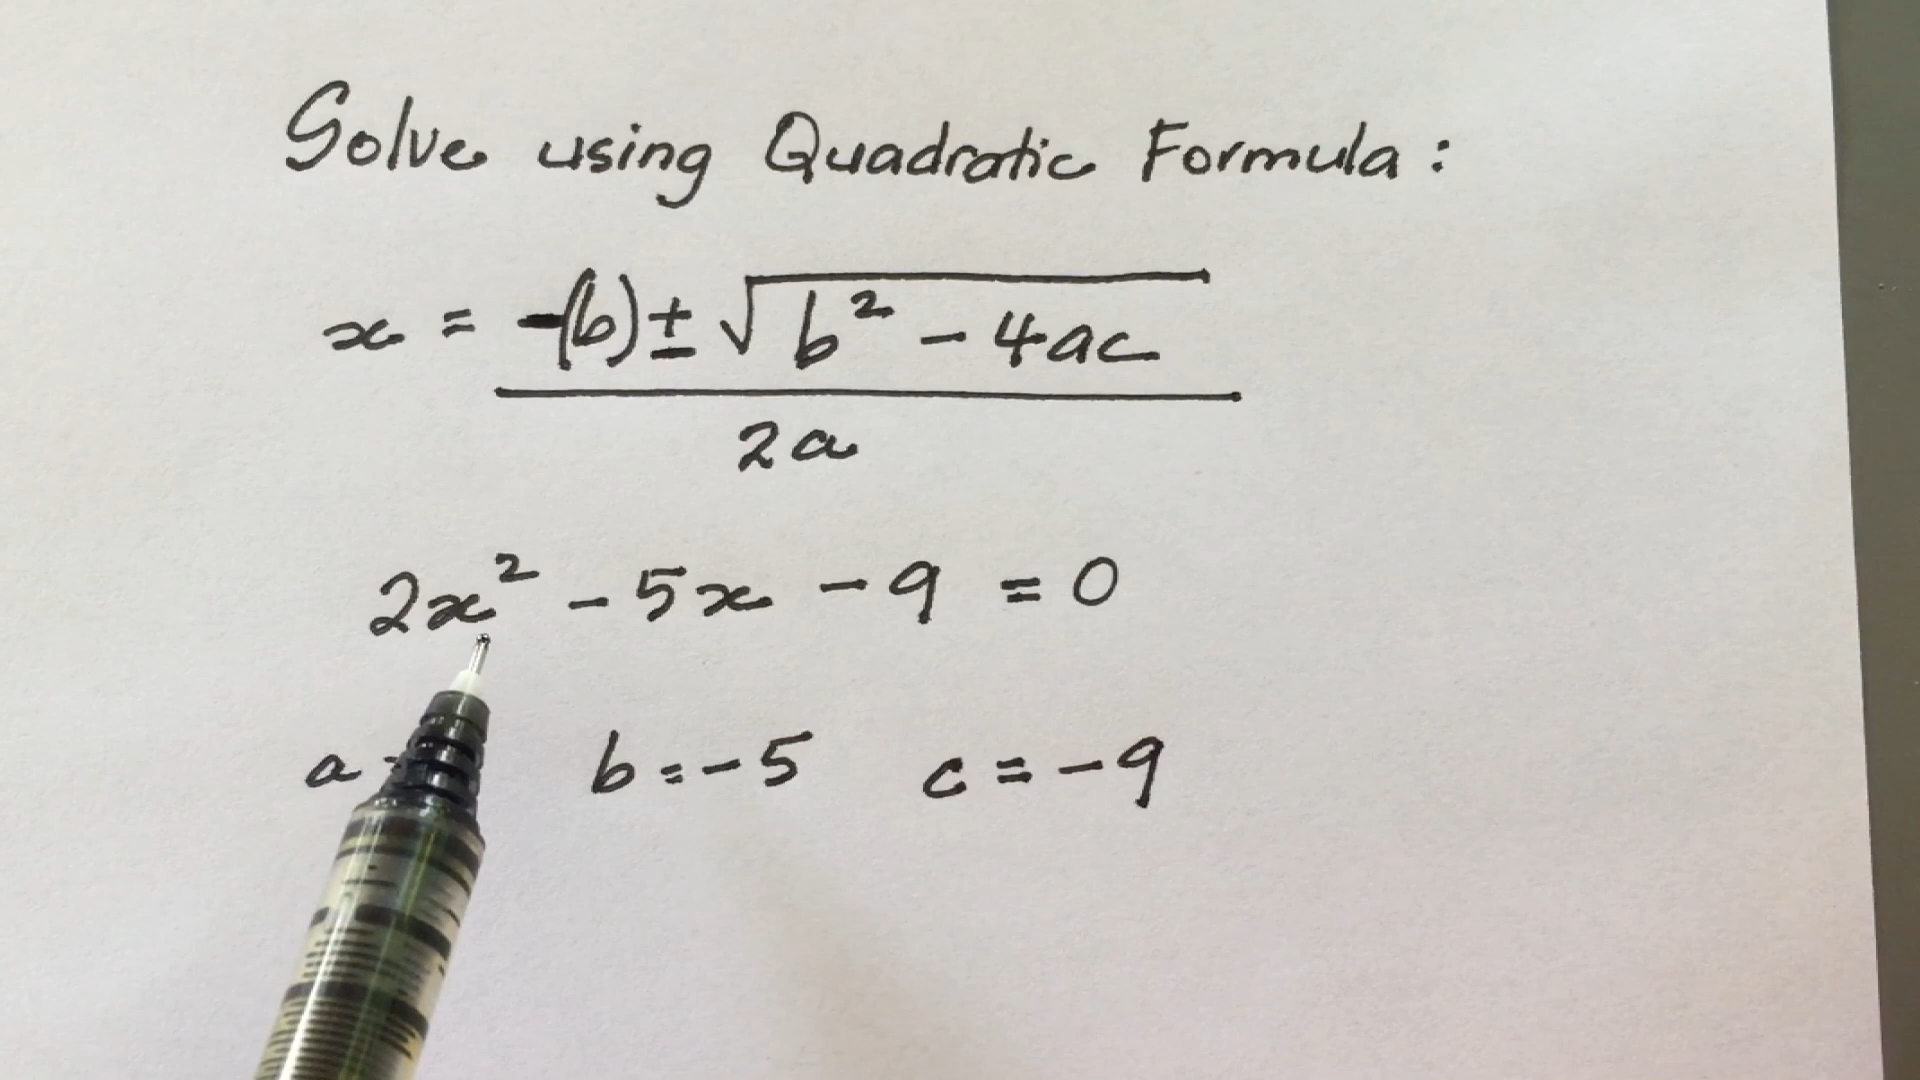 Solve using Quadratic Formula :
x = -(b) ± √b² - 4ac
2a
2x² - 5x - 9 = 0
a = b = -5 c = -9